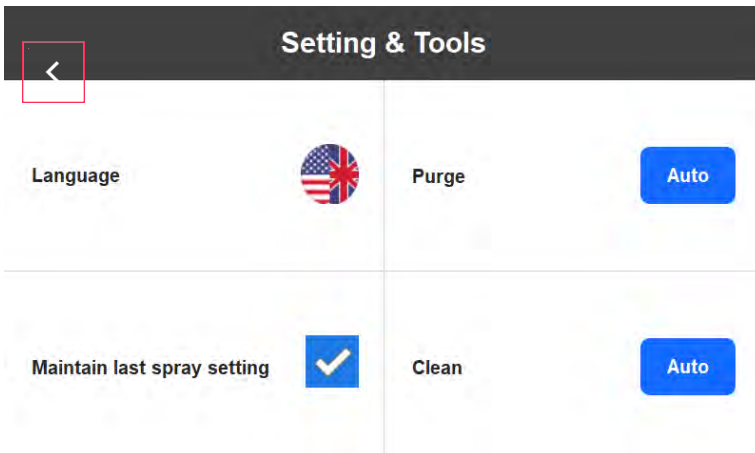 Setting & Tools
Language
Purge
Auto
Maintain last spray setting
Clean
Auto